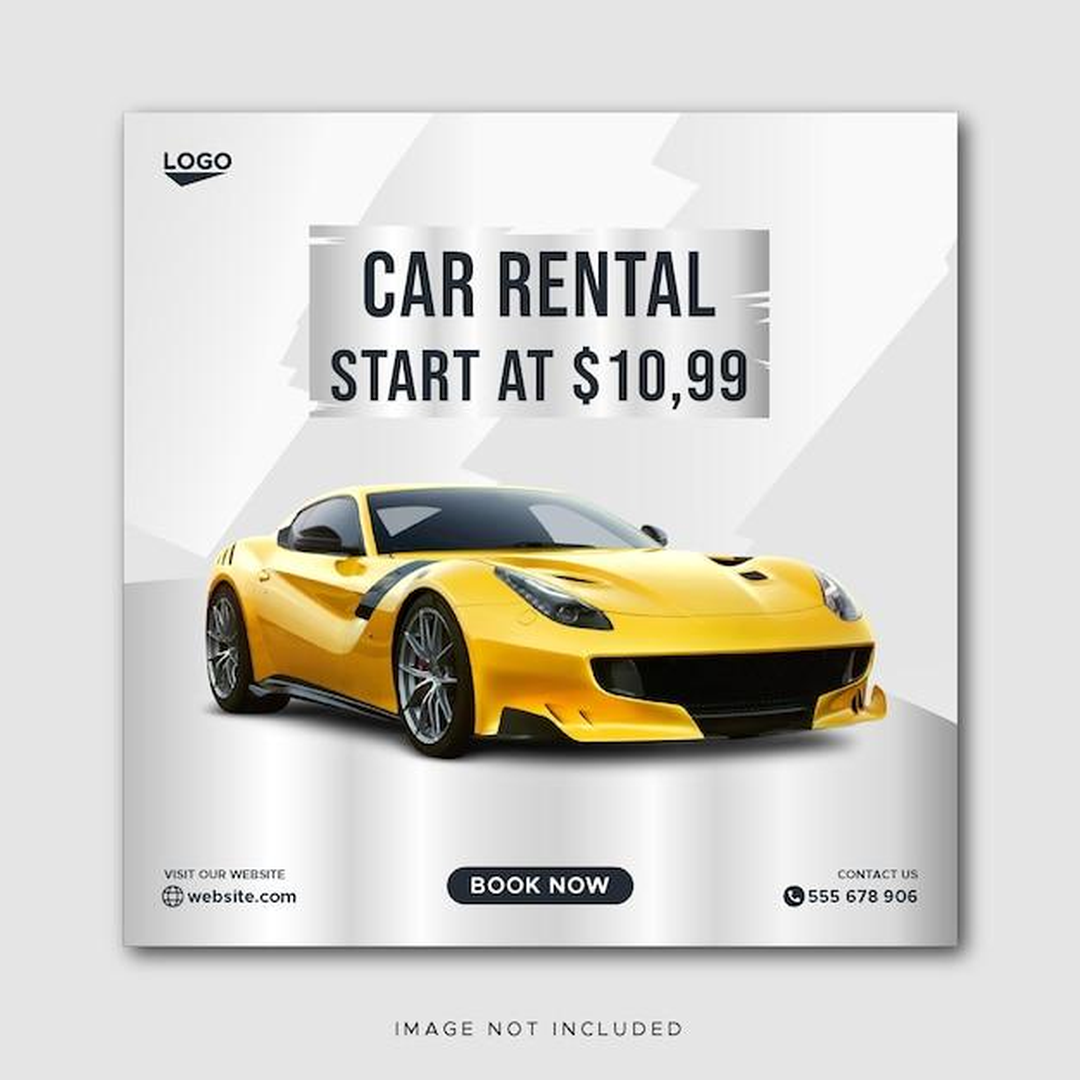 LOGO
CAR RENTAL
START AT $10,99
VISIT OUR WEBSITE
website.com
BOOK NOW
CONTACT US
555 678 906
IMAGE NOT INCLUDED